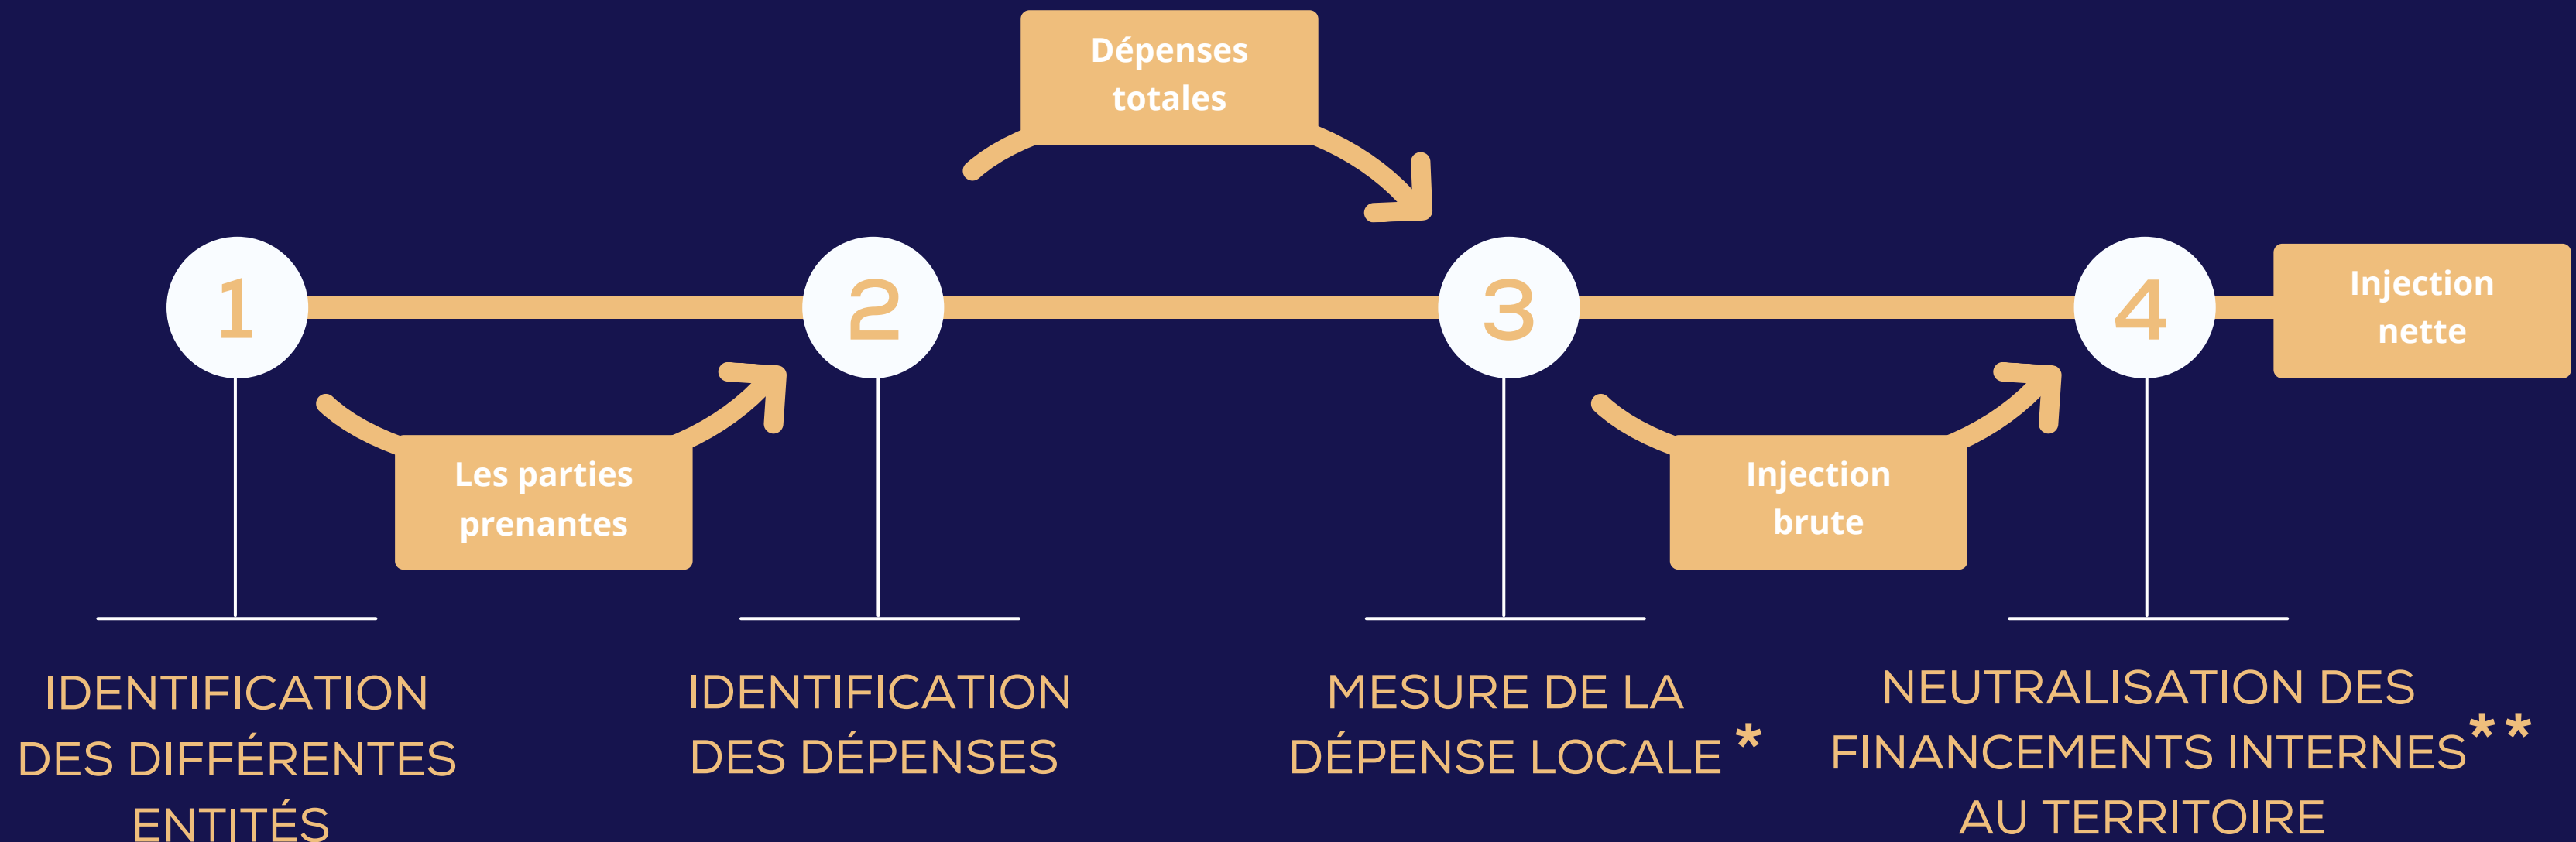 Dépenses
totales
1
2
3
4
Injection
nette
Les parties
prenantes
Injection
brute
IDENTIFICATION
DES DIFFÉRENTES
ENTITÉS
IDENTIFICATION
DES DÉPENSES
MESURE DE LA
DÉPENSE LOCALE *
NEUTRALISATION DES
FINANCEMENTS INTERNES**
AU TERRITOIRE